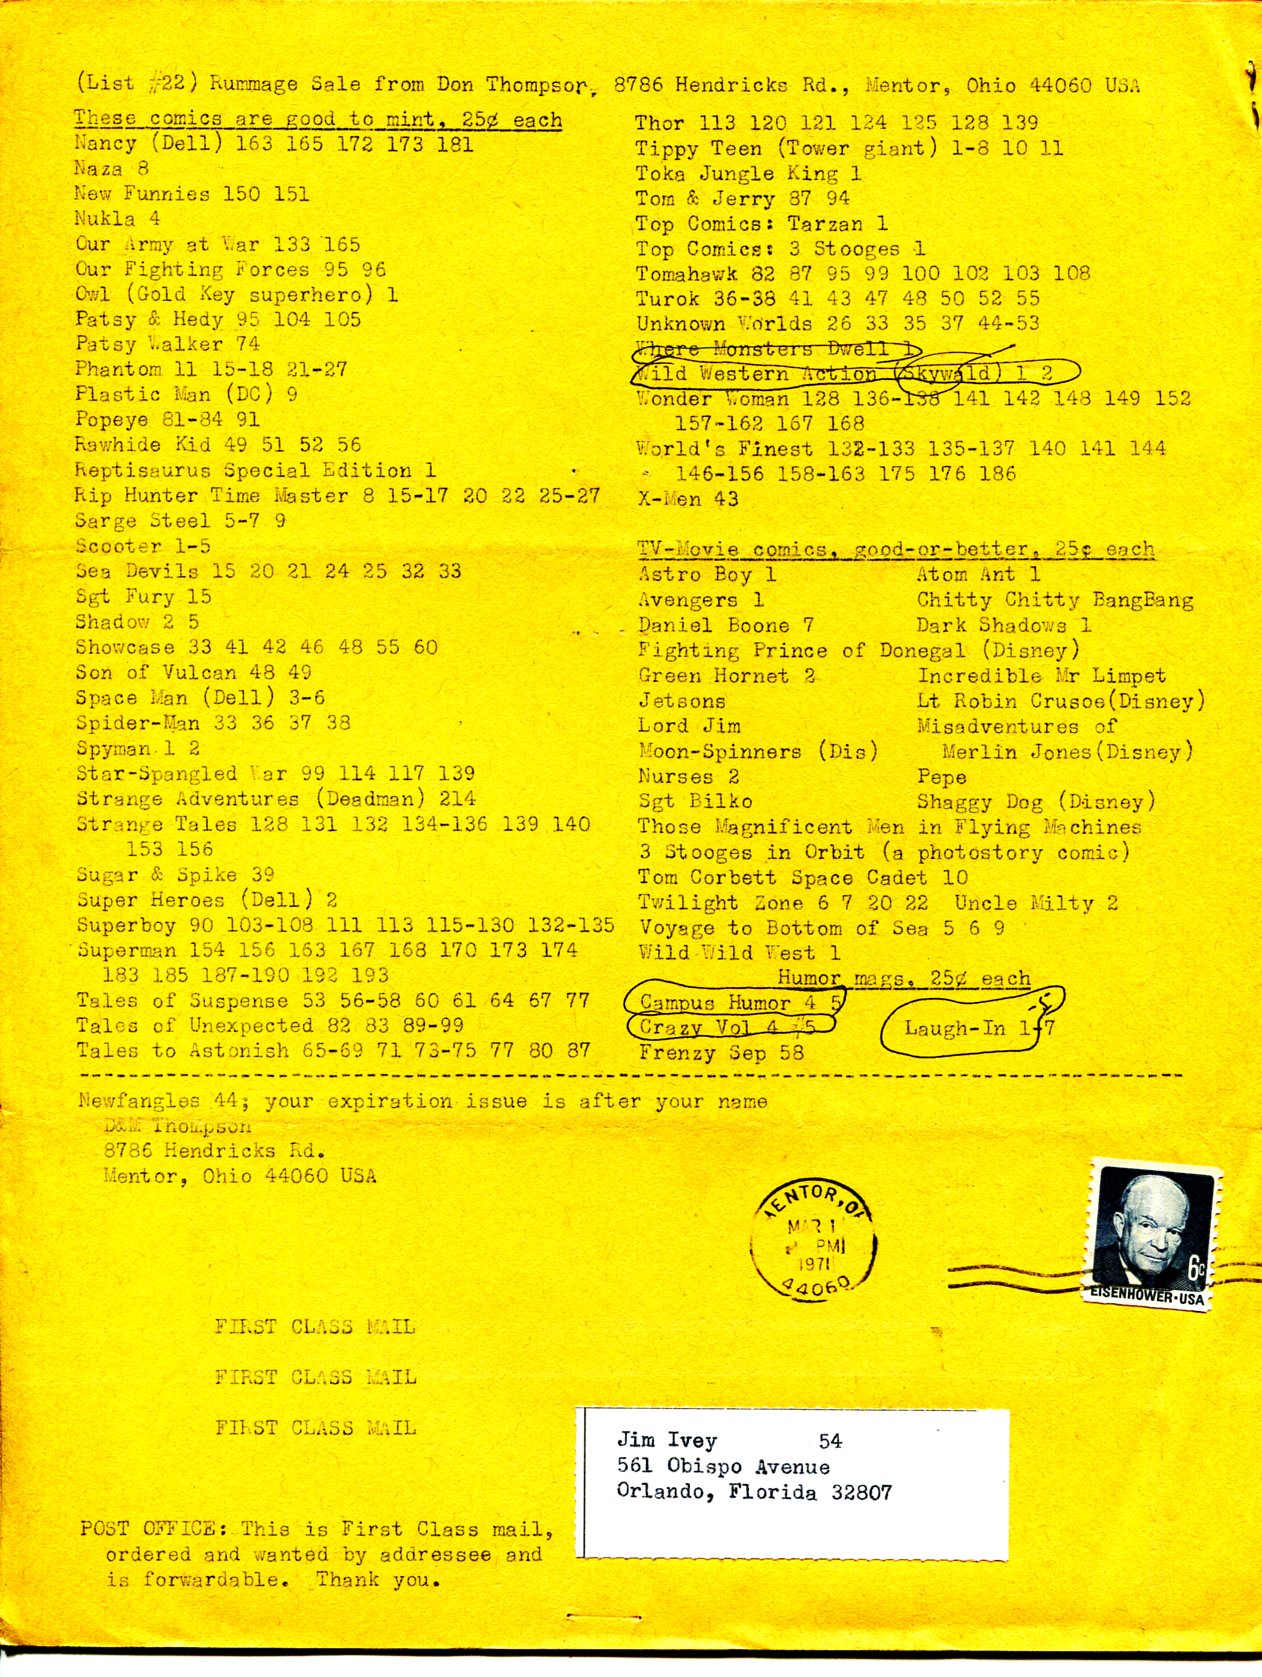 (List #22) Rummage Sale from Don Thompson, 8786 Hendricks Rd., Mentor, Ohio 44060 USA
These comics are good to mint, 25¢ each
Nancy (Dell) 163 165 172 173 181
Naza 8
New Funnies 150 151
Nukla 4
Our Army at War 133 165
Our Fighting Forces 95 96
Owl (Gold Key superhero) 1
Patsy & Hedy 95 104 105
Patsy Walker 74
Phantom 11 15-18 21-27
Plastic Man (DC) 9
Popeye 81-84 91
Rawhide Kid 49 51 52 56
Reptisaurus Special Edition 1
Rip Hunter Time Master 8 15-17 20 22 25-27
Sarge Steel 5-7 9
Scooter 1-5
Sea Devils 15 20 21 24 25 32 33
Sgt Fury 15
Shadow 2 5
Showcase 33 41 42 46 48 55 60
Son of Vulcan 48 49
Space Man (Dell) 3-6
Spider-Man 33 36 37 38
Spyman 1 2
Star-Spangled War 99 114 117 139
Strange Adventures (Deadman) 214
Strange Tales 128 131 132 134-136 139 140
153 156
Sugar & Spike 39
Super Heroes (Dell) 2
Superboy 90 103-108 111 113 115-130 132-135
Superman 154 156 163 167 168 170 173 174
183 185 187-190 192 193
Tales of Suspense 53 56-58 60 61 64 67 77
Tales of Unexpected 82 83 89-99
Tales to Astonish 65-69 71 73-75 77 80 87
Thor 113 120 121 124 125 128 139
Tippy Teen (Tower giant) 1-8 10 11
Toka Jungle King 1
Tom & Jerry 87 94
Top Comics: Tarzan 1
Top Comics: 3 Stooges 1
Tomahawk 82 87 95 99 100 102 103 108
Turok 36-38 41 43 47 48 50 52 55
Unknown Worlds 26 33 35 37 44-53
Where Monsters Dwell 1
Wild Western Action (Skywald) 1 2
Wonder Woman 128 136-138 141 142 148 149 152
157-162 167 168
World's Finest 132-133 135-137 140 141 144
146-156 158-163 175 176 186
X-Men 43
TV-Movie comics, good-or-better, 25¢ each
Astro Boy 1 Atom Ant 1
Avengers 1 Chitty Chitty BangBang
Daniel Boone 7 Dark Shadows 1
Fighting Prince of Donegal (Disney)
Green Hornet 2 Incredible Mr Limpet
Jetsons Lt Robin Crusoe(Disney)
Lord Jim Misadventures of
Moon-Spinners (Dis) Merlin Jones(Disney)
Nurses 2 Pepe
Sgt Bilko Shaggy Dog (Disney)
Those Magnificent Men in Flying Machines
3 Stooges in Orbit (a photostory comic)
Tom Corbett Space Cadet 10
Twilight Zone 6 7 20 22 Uncle Milty 2
Voyage to Bottom of Sea 5 6 9
Wild Wild West 1
Humor mags, 25¢ each
Campus Humor 4 5
Crazy Vol 4 #5 Laugh-In 1-7
-5
Frenzy Sep 58
Newfangles 44; your expiration issue is after your name
D&M Thompson
8786 Hendricks Rd.
Mentor, Ohio 44060 USA
MENTOR, O
MAR 1
PM
1971
44060
6¢
EISENHOWER·USA
FIRST CLASS MAIL
FIRST CLASS MAIL
FIRST CLASS MAIL
Jim Ivey 54
561 Obispo Avenue
Orlando, Florida 32807
POST OFFICE: This is First Class mail,
ordered and wanted by addressee and
is forwardable. Thank you.